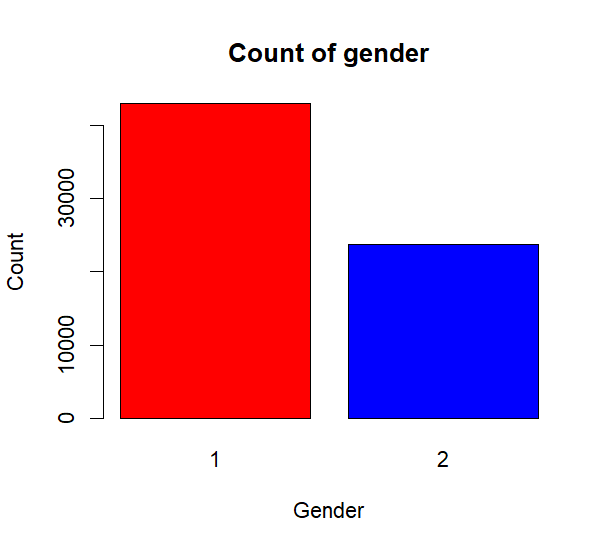 Count of gender
Count
30000
10000
0
1 2
Gender